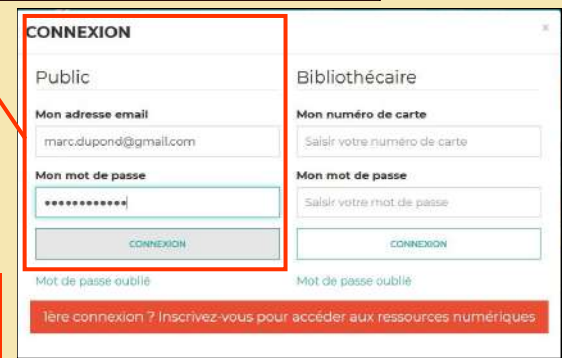 CONNEXION
×
Public
Mon adresse email
marc.dupond@gmail.com
Mon mot de passe
••••••••••••
CONNEXION
Mot de passe oublié
Bibliothécaire
Mon numéro de carte
Saisir votre numéro de carte
Mon mot de passe
Saisir votre mot de passe
CONNEXION
Mot de passe oublié
1ère connexion ? Inscrivez-vous pour accéder aux ressources numériques